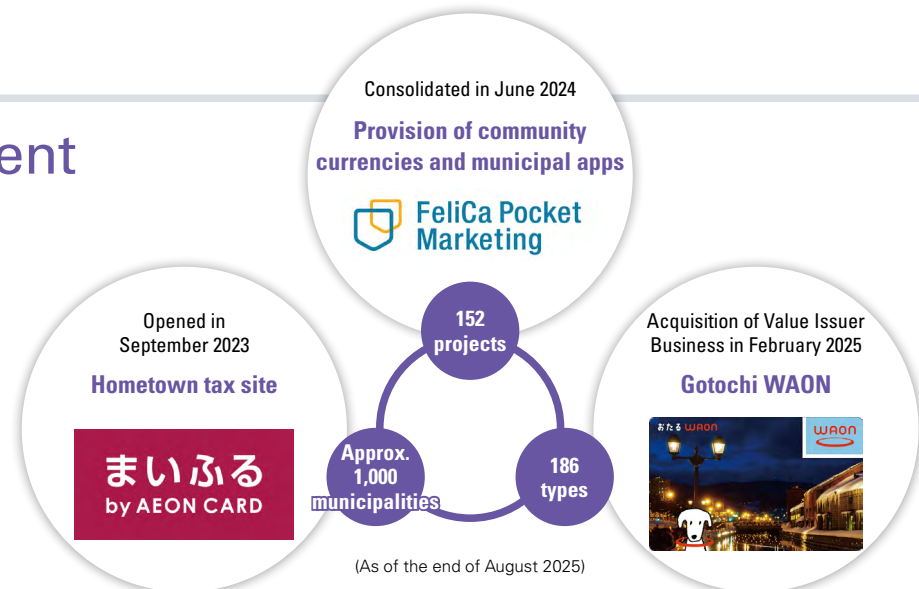 ent
Consolidated in June 2024
Provision of community
currencies and municipal apps
FeliCa Pocket
Marketing
Opened in
September 2023
Hometown tax site
まいふる
by AEON CARD
152
projects
Approx.
1,000
municipalities
186
types
Acquisition of Value Issuer
Business in February 2025
Gotochi WAON
おたる WAON
WAON
(As of the end of August 2025)